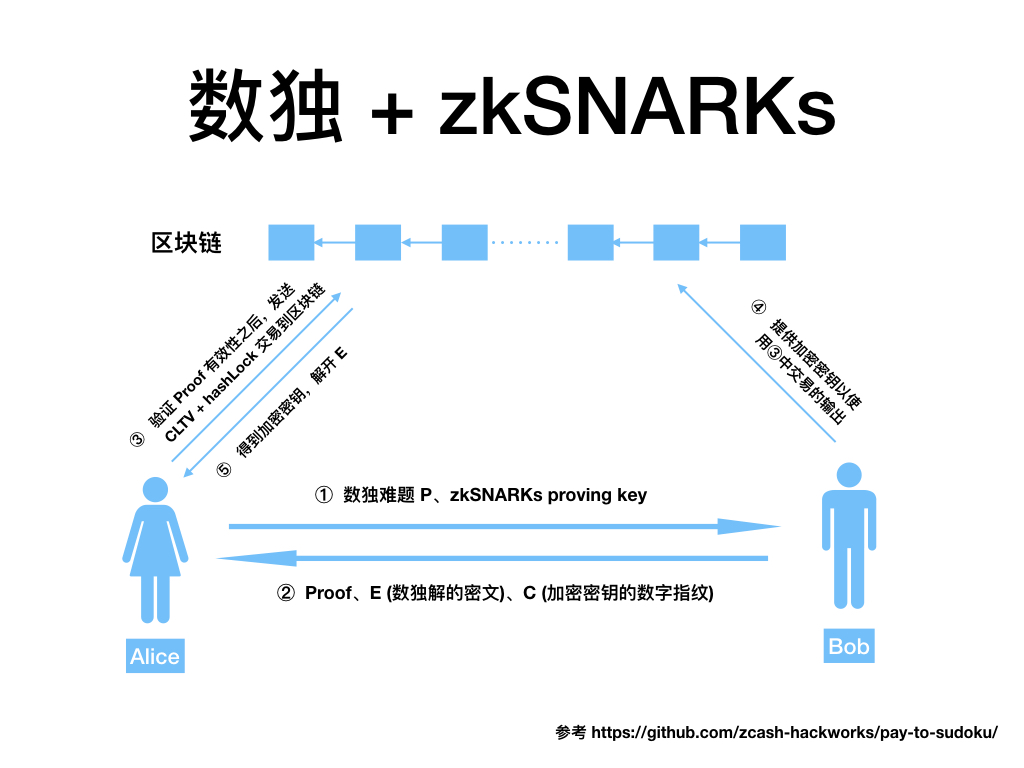 数独 + zkSNARKs
区块链
③ 验证 Proof 有效性之后，发送
CLTV + hashLock 交易到区块链
⑤ 得到加密密钥，解开 E
④ 提供加密密钥以使
用③中交易的输出
① 数独难题 P、zkSNARKs proving key
② Proof、E (数独解的密文)、C (加密密钥的数字指纹)
Alice
Bob
参考 https://github.com/zcash-hackworks/pay-to-sudoku/